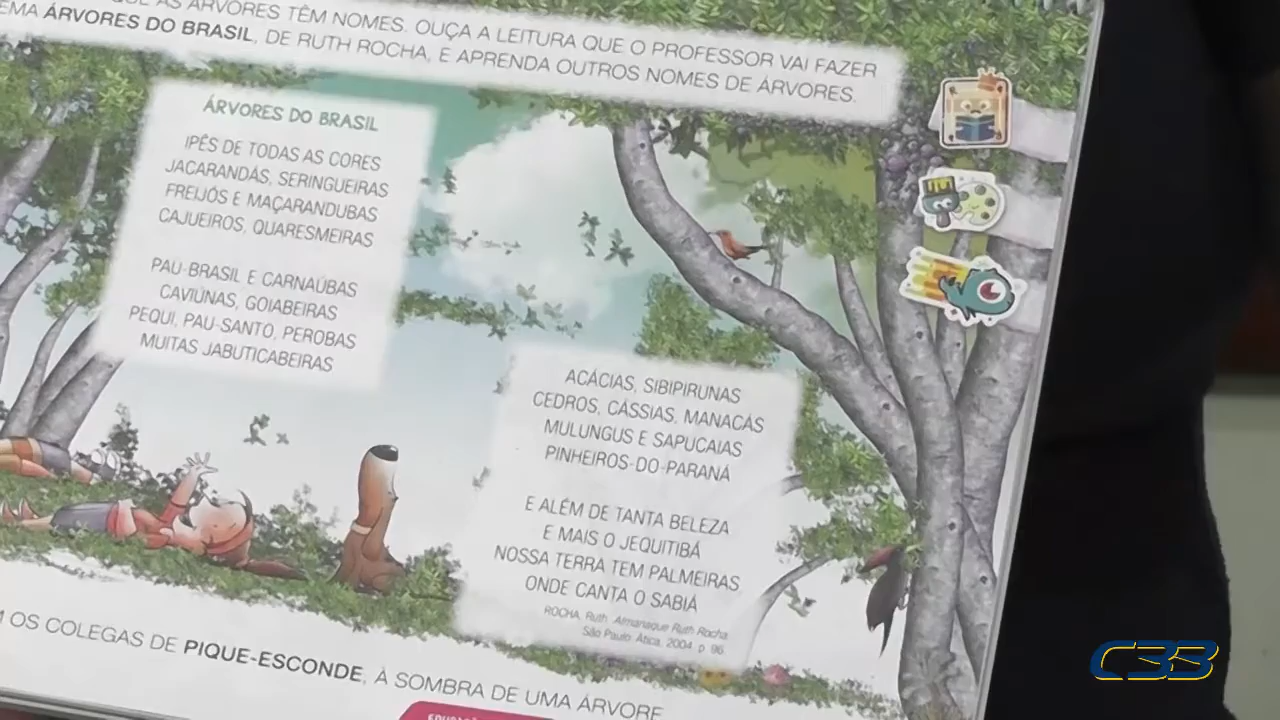 QUE AS ÁRVORES TÊM NOMES. OUÇA A LEITURA QUE O PROFESSOR VAI FAZER
EMA ÁRVORES DO BRASIL, DE RUTH ROCHA, E APRENDA OUTROS NOMES DE ÁRVORES.
ÁRVORES DO BRASIL
IPÊS DE TODAS AS CORES
JACARANDÁS, SERINGUEIRAS
FREIJÓS E MAÇARANDUBAS
CAJUEIROS, QUARESMEIRAS
PAU-BRASIL E CARNAÚBAS
CAVIÚNAS, GOIABEIRAS
PEQUI, PAU-SANTO, PEROBAS
MUITAS JABUTICABEIRAS
ACÁCIAS, SIBIPIRUNAS
CEDROS, CÁSSIAS, MANACÁS
MULUNGUS E SAPUCAIAS
PINHEIROS-DO-PARANÁ
E ALÉM DE TANTA BELEZA
E MAIS O JEQUITIBÁ
NOSSA TERRA TEM PALMEIRAS
ONDE CANTA O SABIÁ
ROCHA, Ruth. Almanaque Ruth Rocha.
São Paulo: Ática, 2004. p. 96.
M OS COLEGAS DE PIQUE-ESCONDE, À SOMBRA DE UMA ÁRVORE
C33